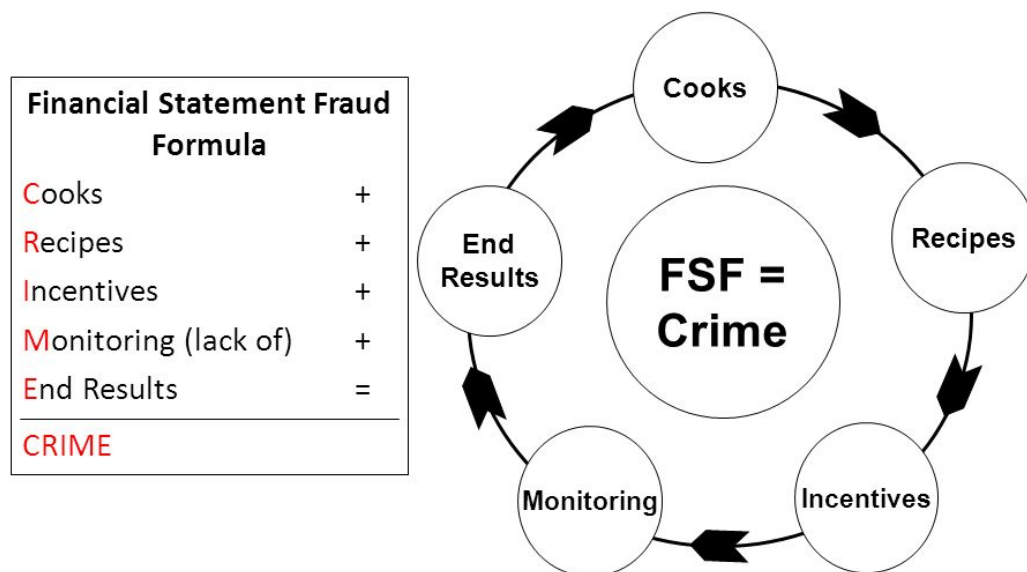 Financial Statement Fraud
Formula
Cooks +
Recipes +
Incentives +
Monitoring (lack of) +
End Results =
CRIME
Cooks
Recipes
Incentives
Monitoring
End
Results
FSF =
Crime